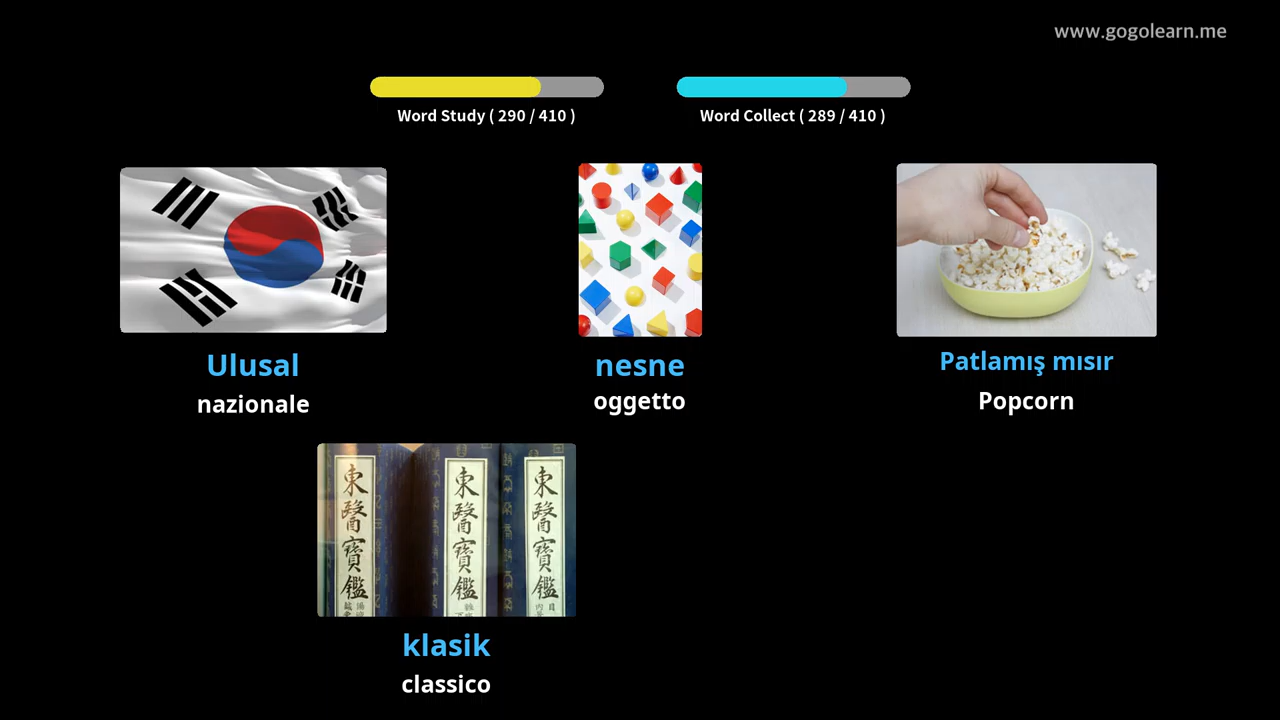 www.gogolearn.me
Word Study ( 290 / 410 )
Word Collect ( 289 / 410 )
Ulusal
nazionale
nesne
oggetto
Patlamış mısır
Popcorn
東醫寶鑑
東醫寶鑑
東醫寶鑑
klasik
classico